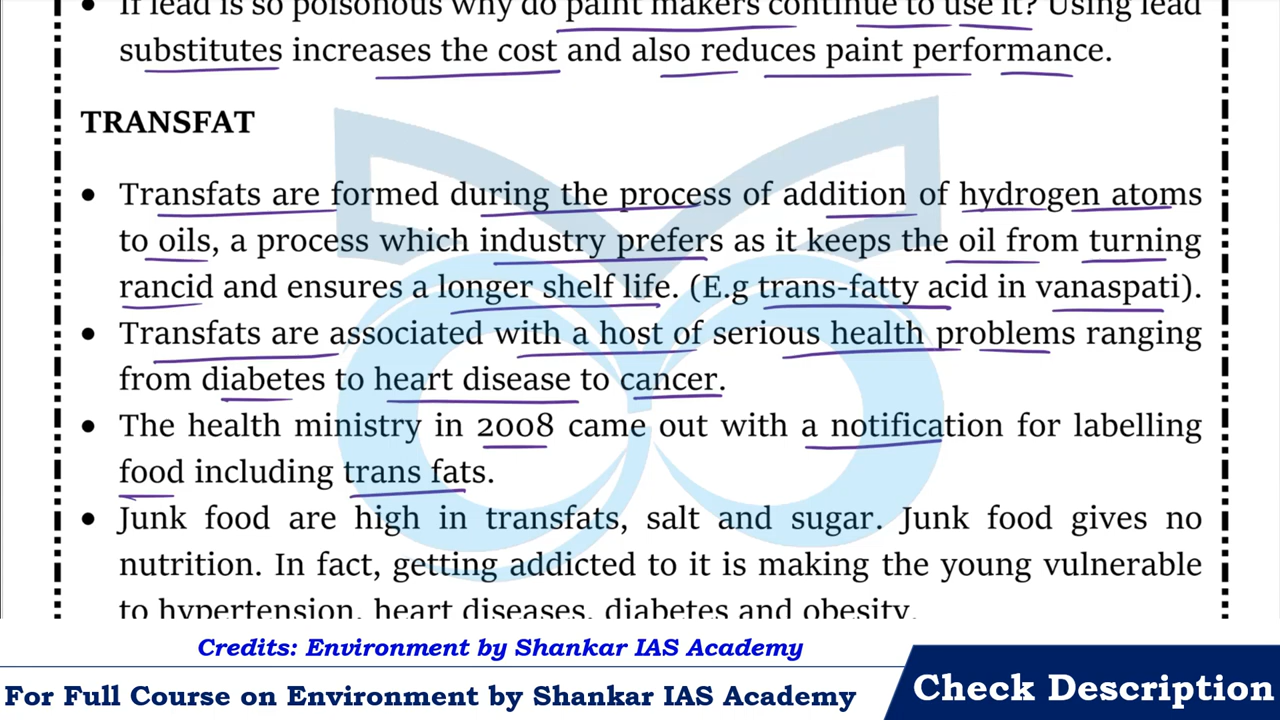 If lead is so poisonous why do paint makers continue to use it? Using lead
substitutes increases the cost and also reduces paint performance.
TRANSFAT
• Transfats are formed during the process of addition of hydrogen atoms
to oils, a process which industry prefers as it keeps the oil from turning
rancid and ensures a longer shelf life. (E.g trans-fatty acid in vanaspati).
• Transfats are associated with a host of serious health problems ranging
from diabetes to heart disease to cancer.
• The health ministry in 2008 came out with a notification for labelling
food including trans fats.
• Junk food are high in transfats, salt and sugar. Junk food gives no
nutrition. In fact, getting addicted to it is making the young vulnerable
to hypertension, heart diseases, diabetes and obesity.
Credits: Environment by Shankar IAS Academy
For Full Course on Environment by Shankar IAS Academy
Check Description